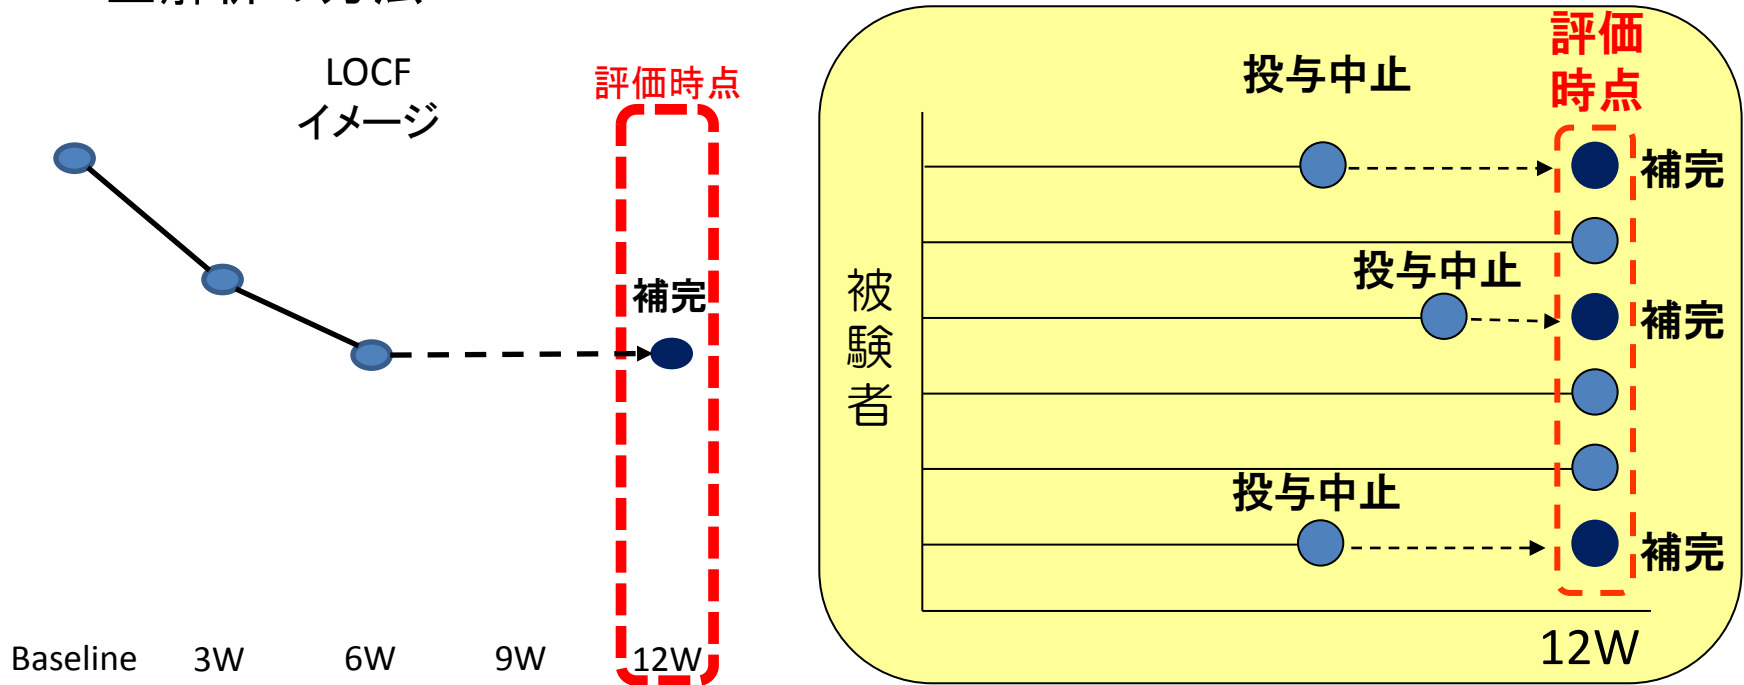 LOCF
イメージ
評価時点
補完
Baseline 3W 6W 9W 12W
評価
時点
投与中止
補完
投与中止
補完
被験者
投与中止
補完
12W